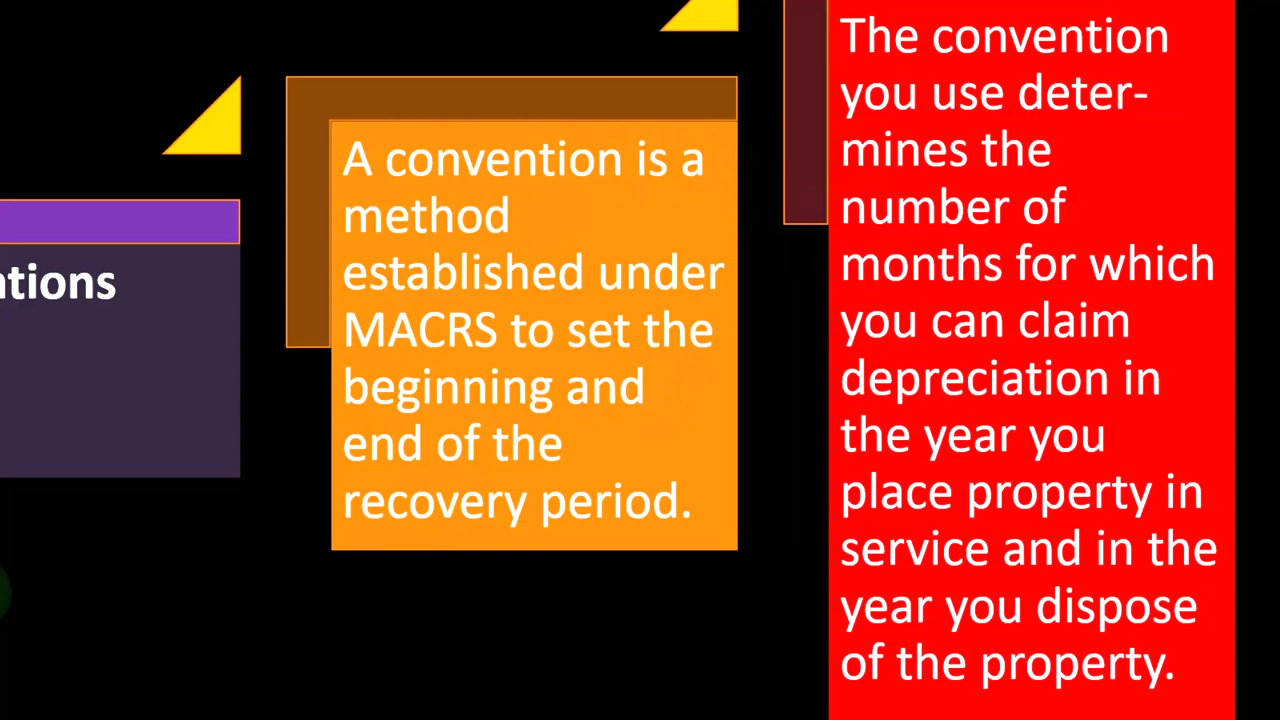 ntions
A convention is a
method
established under
MACRS to set the
beginning and
end of the
recovery period.
The convention
you use deter-
mines the
number of
months for which
you can claim
depreciation in
the year you
place property in
service and in the
year you dispose
of the property.